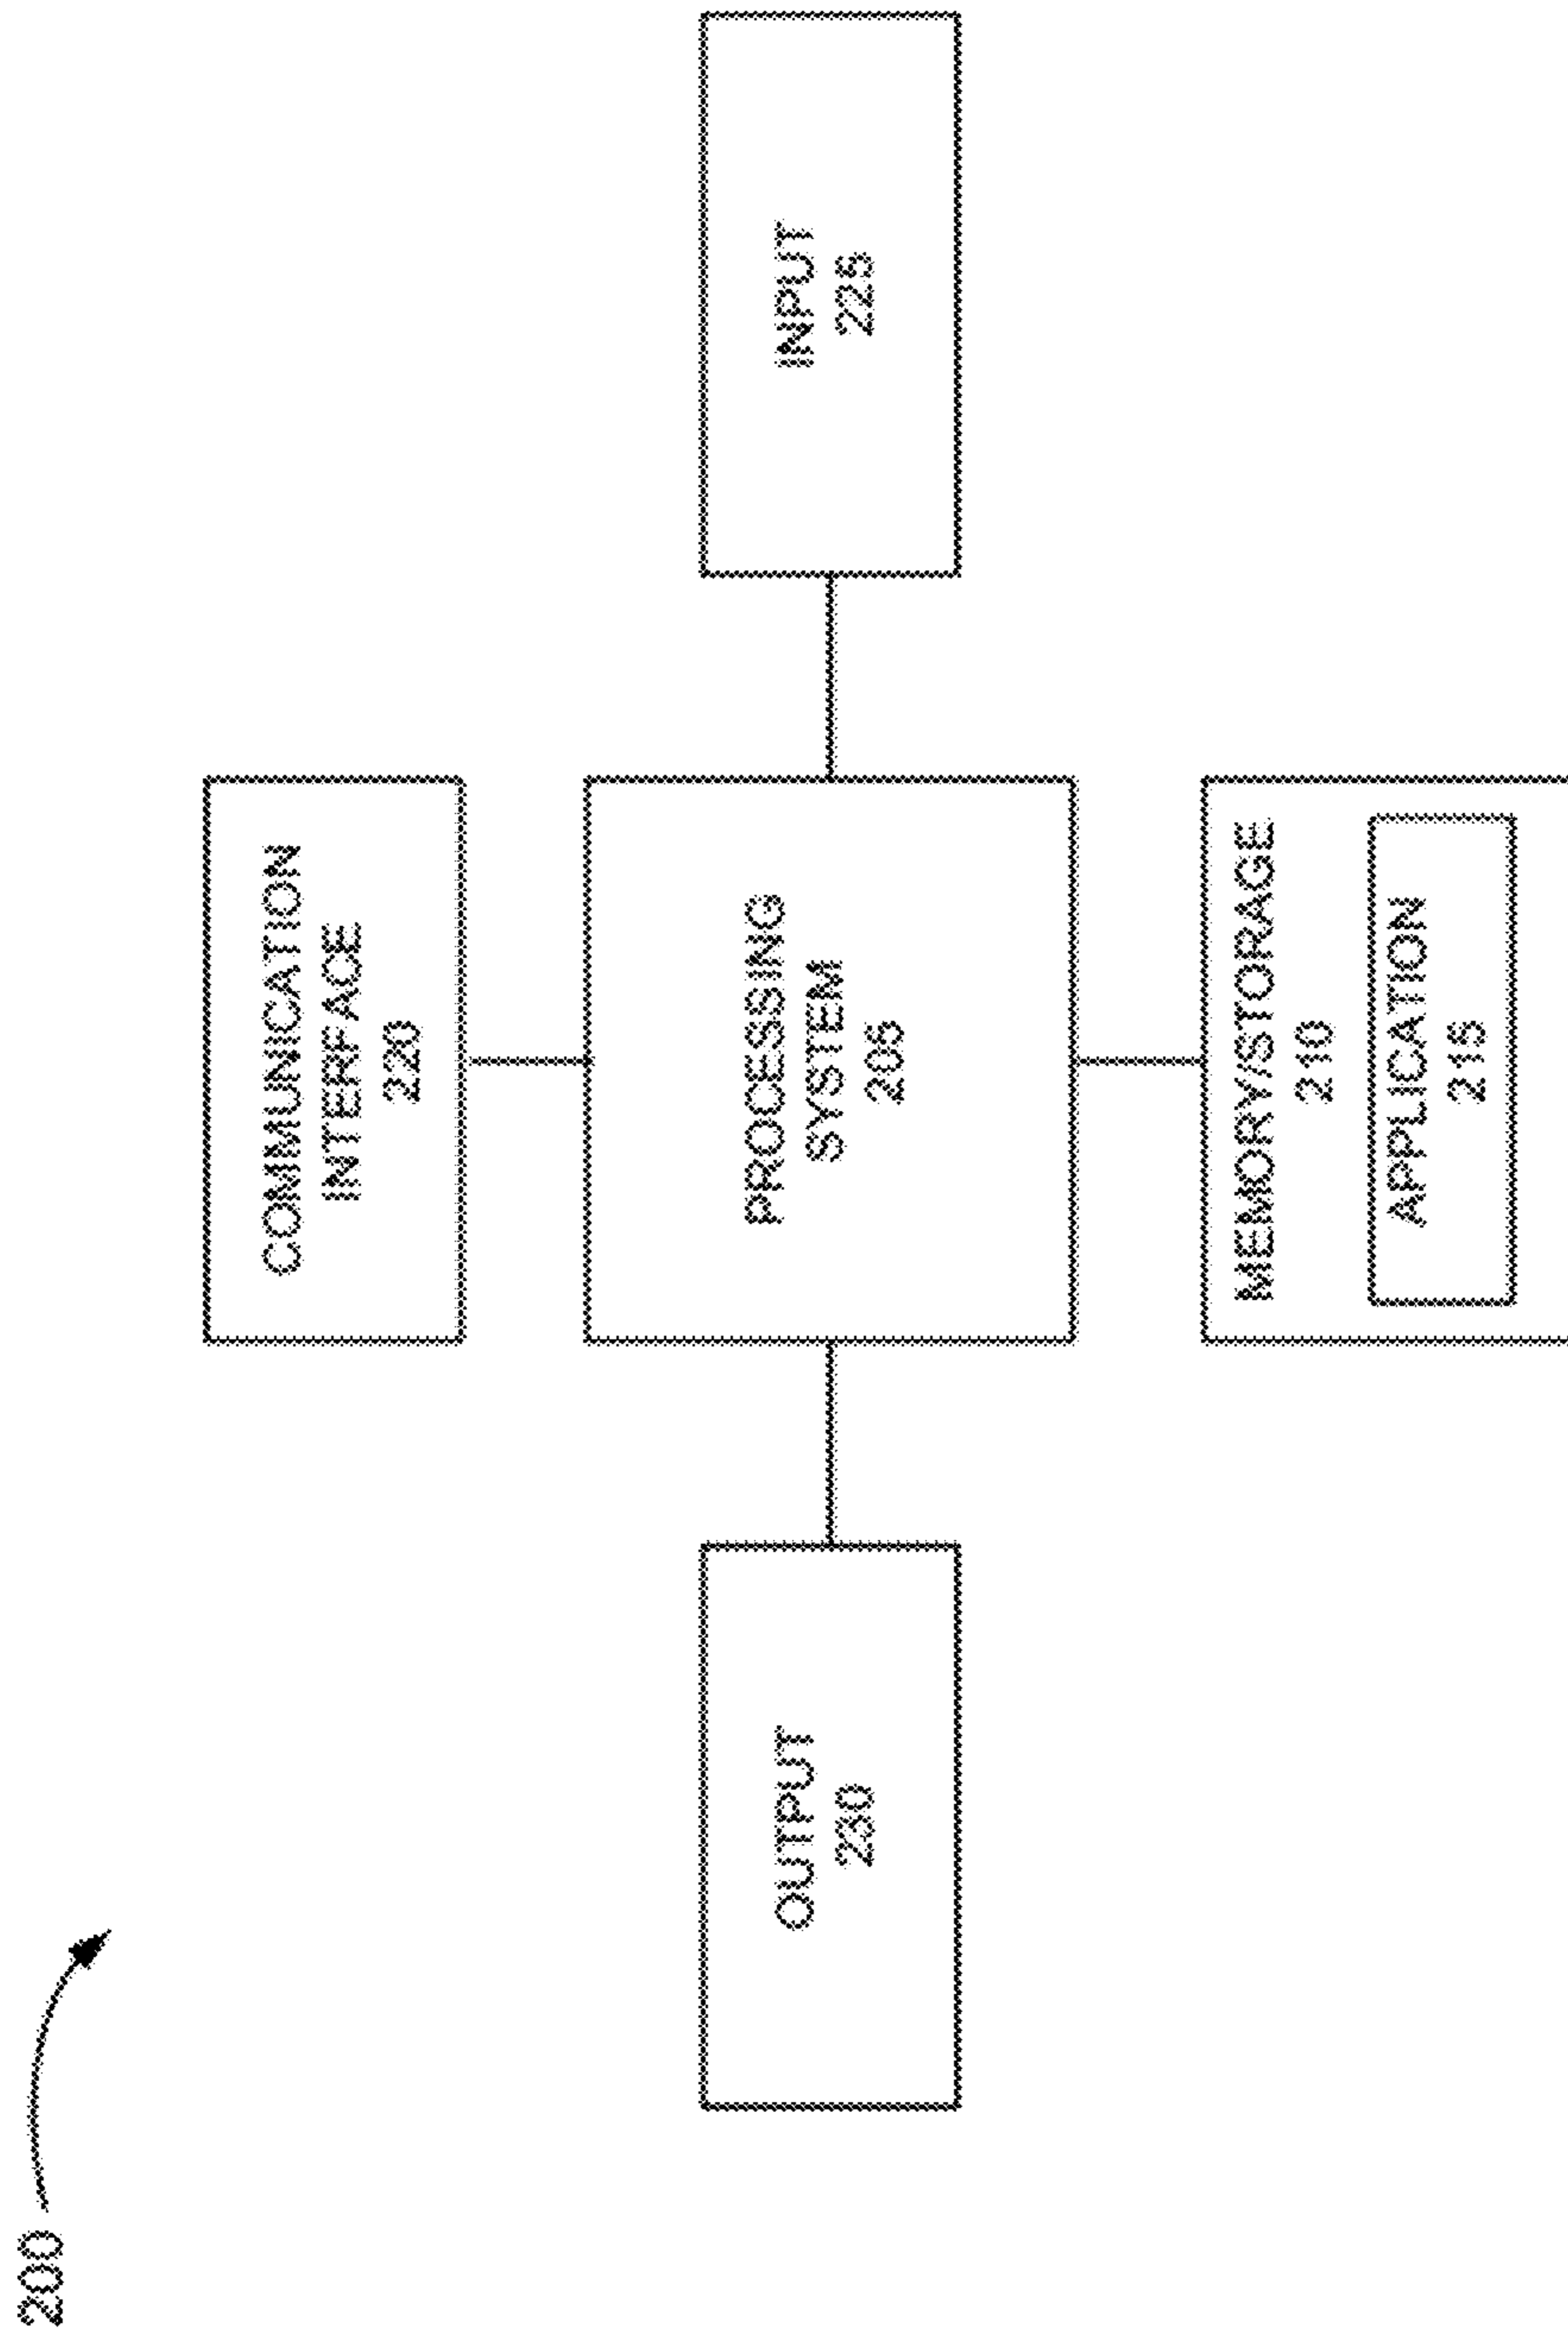 200
COMMUNICATION
INTERFACE
220
OUTPUT
230
PROCESSING
SYSTEM
205
INPUT
225
MEMORY/STORAGE
210
APPLICATION
215